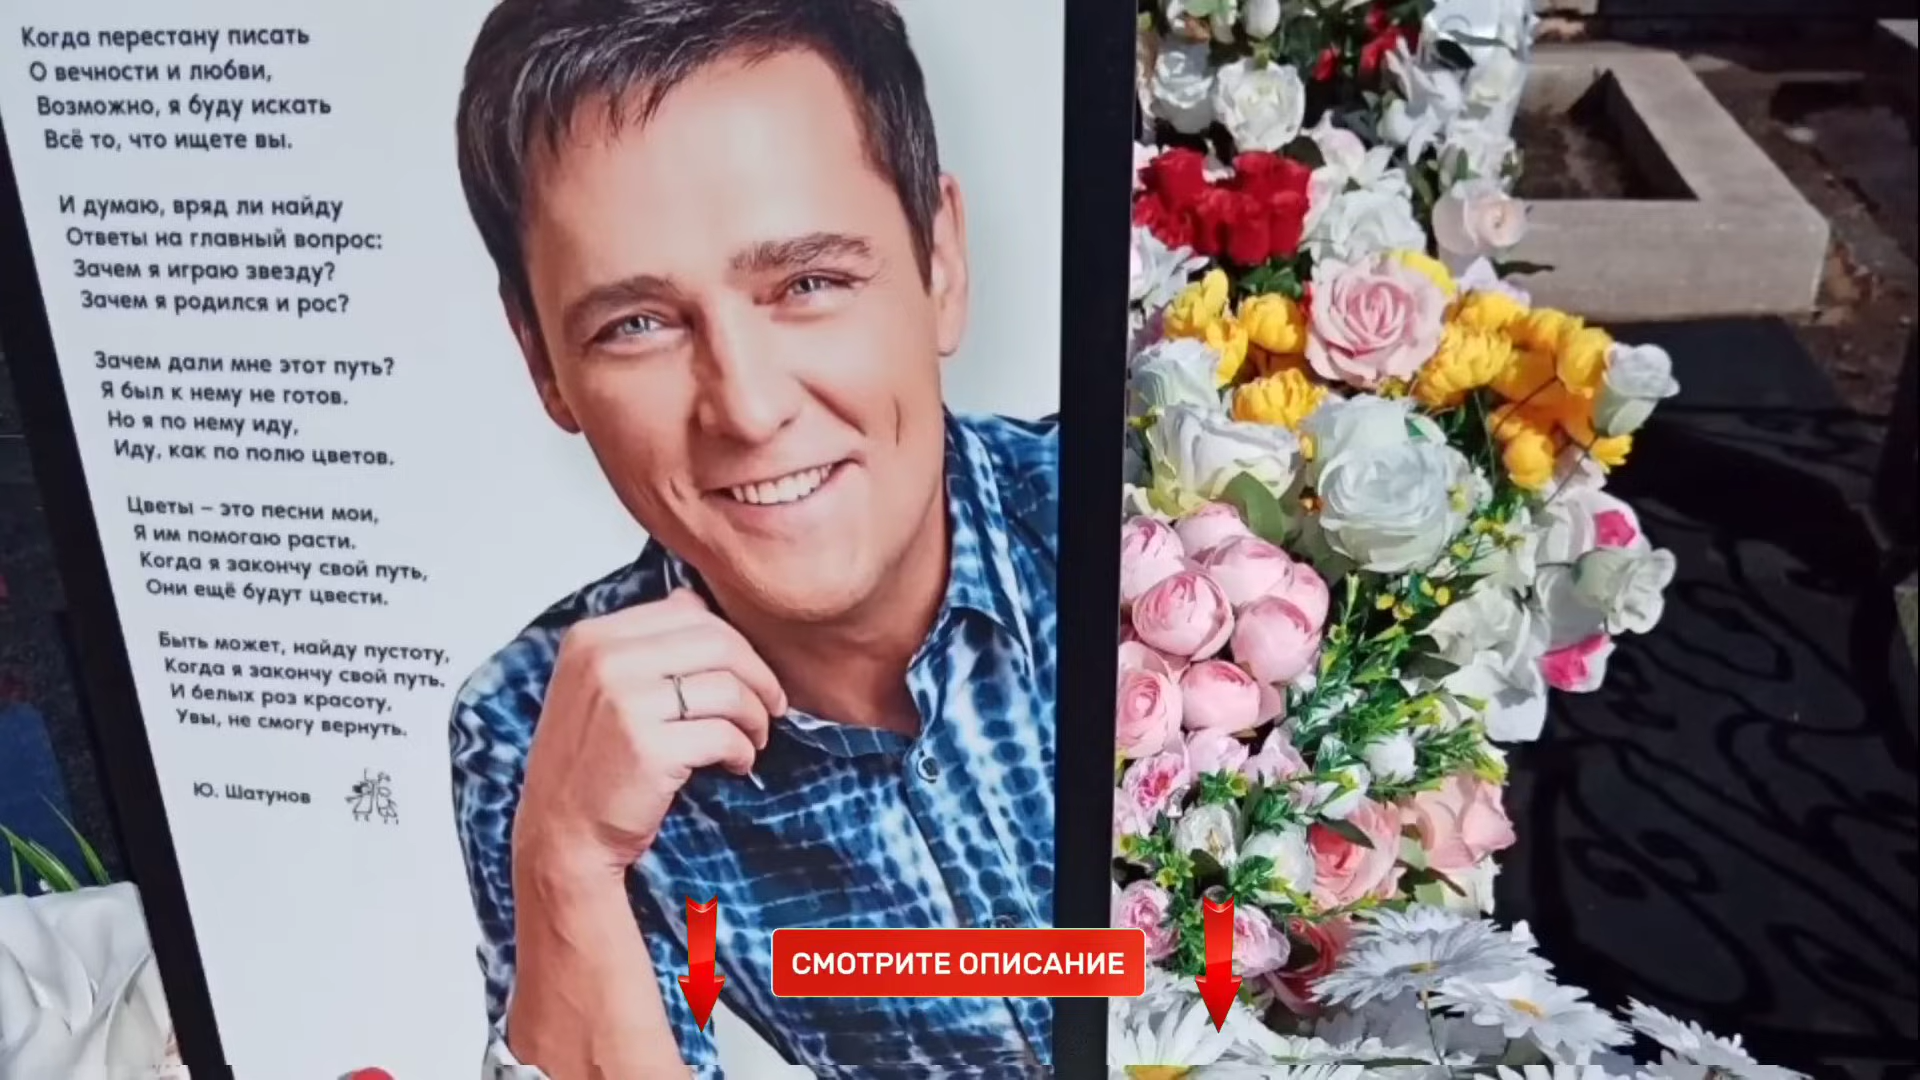 Когда перестану писать
О вечности и любви,
Возможно, я буду искать
Всё то, что ищете вы.
И думаю, вряд ли найду
Ответы на главный вопрос:
Зачем я играю звезду?
Зачем я родился и рос?
Зачем дали мне этот путь?
Я был к нему не готов.
Но я по нему иду,
Иду, как по полю цветов.
Цветы – это песни мои,
Я им помогаю расти.
Когда я закончу свой путь,
Они ещё будут цвести.
Быть может, найду пустоту,
Когда я закончу свой путь.
И белых роз красоту,
Увы, не смогу вернуть.
Ю. Шатунов
СМОТРИТЕ ОПИСАНИЕ